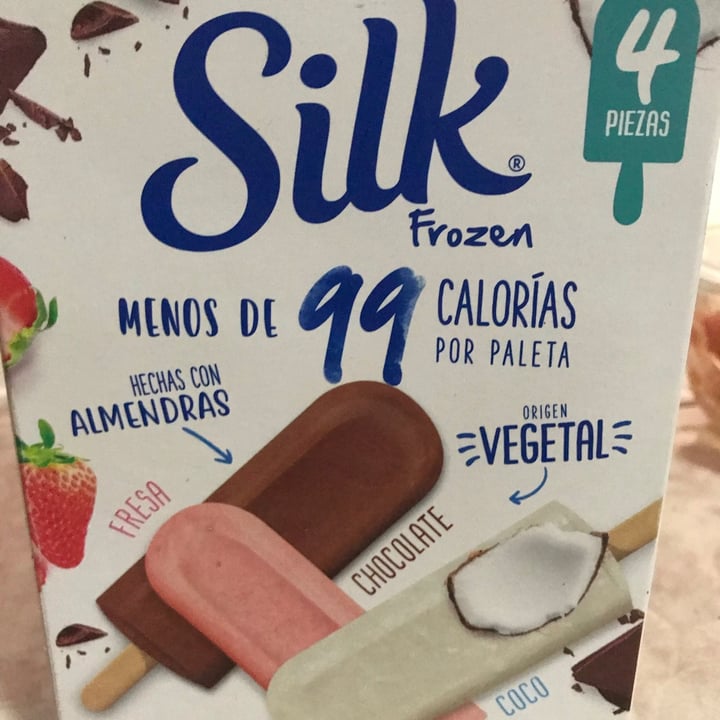 Silk®
Frozen
4
PIEZAS
MENOS DE 99 CALORÍAS
POR PALETA
HECHAS CON
ALMENDRAS
ORIGEN
VEGETAL
FRESA
CHOCOLATE
COCO